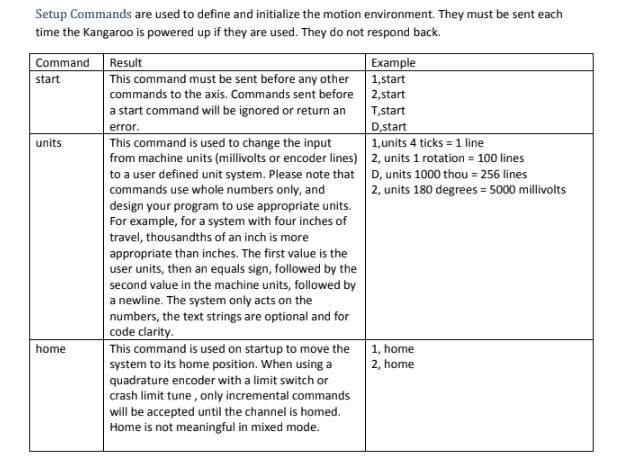 Setup Commands are used to define and initialize the motion environment. They must be sent each
time the Kangaroo is powered up if they are used. They do not respond back.
Command Result Example
start This command must be sent before any other 1,start
commands to the axis. Commands sent before 2,start
a start command will be ignored or return an T,start
error. D,start
units This command is used to change the input 1,units 4 ticks = 1 line
from machine units (millivolts or encoder lines) 2, units 1 rotation = 100 lines
to a user defined unit system. Please note that D, units 1000 thou = 256 lines
commands use whole numbers only, and 2, units 180 degrees = 5000 millivolts
design your program to use appropriate units.
For example, for a system with four inches of
travel, thousandths of an inch is more
appropriate than inches. The first value is the
user units, then an equals sign, followed by the
second value in the machine units, followed by
a newline. The system only acts on the
numbers, the text strings are optional and for
code clarity.
home This command is used on startup to move the 1, home
system to its home position. When using a 2, home
quadrature encoder with a limit switch or
crash limit tune , only incremental commands
will be accepted until the channel is homed.
Home is not meaningful in mixed mode.